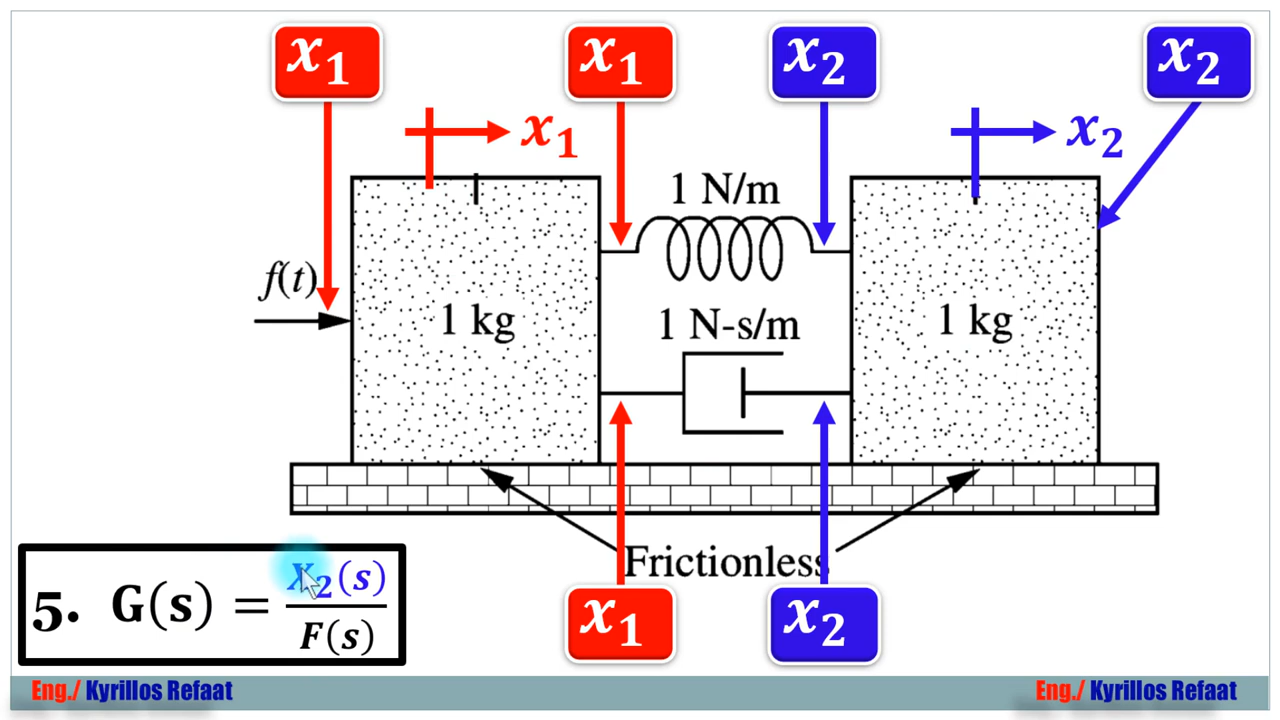 x₁ x₁ x₂ x₂
x₁ x₂
1 N/m
f(t)
1 kg 1 N-s/m 1 kg
Frictionless
5. G(s) = X₂(s) / F(s)
x₁ x₂
Eng./ Kyrillos Refaat Eng./ Kyrillos Refaat